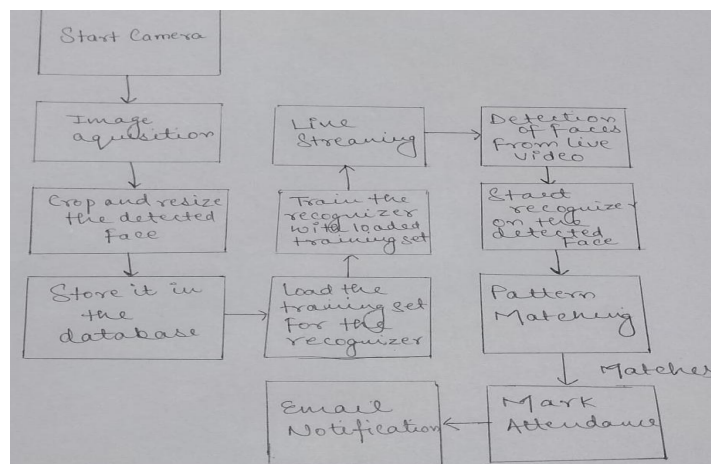 Start Camera
Image
aquisition
Crop and resize
the detected
Face
Store it in
the
database
Load the
training set
For the
recognizer
Train the
recognizer
with loaded
training set
Live
Streaming
Detection
of Faces
From live
video
Start
recognizer
on the
detected
Face
Pattern
Matching
Matches
Mark
Attendance
Email
Notification